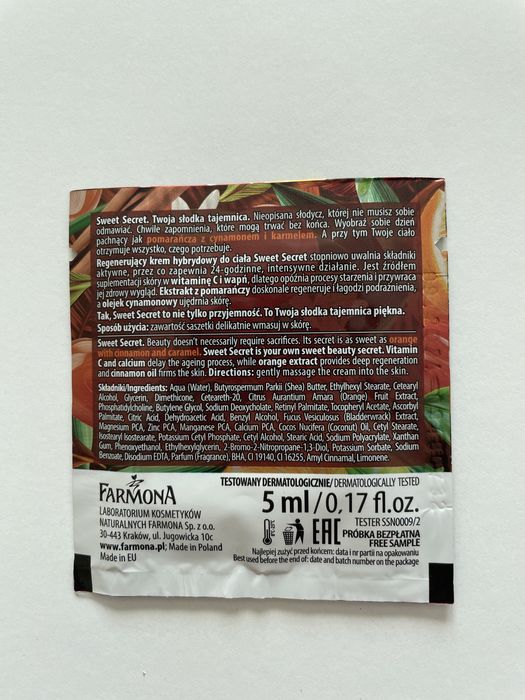 Sweet Secret. Twoja słodka tajemnica. Nieopisana słodycz, której nie musisz sobie
odmawiać. Chwile zapomnienia, które mogą trwać bez końca. Wyobraź sobie dzień
pachnący jak pomarańcza z cynamonem i karmelem. A przy tym Twoje ciało
otrzymuje wszystko, czego potrzebuje.
Regenerujący krem hybrydowy do ciała Sweet Secret stopniowo uwalnia składniki
aktywne, przez co zapewnia 24-godzinne, intensywne działanie. Jest źródłem
suplementacji skóry w witaminę C i wapń, dlatego opóźnia procesy starzenia i przywraca
jej zdrowy wygląd. Ekstrakt z pomarańczy doskonale regeneruje i łagodzi podrażnienia,
a olejek cynamonowy ujędrnia skórę.
Tak, Sweet Secret to nie tylko przyjemność. To Twoja słodka tajemnica piękna.
Sposób użycia: zawartość saszetki delikatnie wmasuj w skórę.
Sweet Secret. Beauty doesn't necessarily require sacrifices. Its secret is as sweet as orange
with cinnamon and caramel. Sweet Secret is your own sweet beauty secret. Vitamin
C and calcium delay the ageing process, while orange extract provides deep regeneration
and cinnamon oil firms the skin. Directions: gently massage the cream into the skin.
Składniki/Ingredients: Aqua (Water), Butyrospermum Parkii (Shea) Butter, Ethylhexyl Stearate, Cetearyl
Alcohol, Glycerin, Dimethicone, Ceteareth-20, Citrus Aurantium Amara (Orange) Fruit Extract,
Phosphatidylcholine, Butylene Glycol, Sodium Deoxycholate, Retinyl Palmitate, Tocopheryl Acetate, Ascorbyl
Palmitate, Citric Acid, Dehydroacetic Acid, Benzyl Alcohol, Fucus Vesiculosus (Bladderwrack) Extract,
Magnesium PCA, Zinc PCA, Manganese PCA, Calcium PCA, Cocos Nucifera (Coconut) Oil, Cetyl Stearate,
Isostearyl Isostearate, Potassium Cetyl Phosphate, Cetyl Alcohol, Stearic Acid, Sodium Polyacrylate, Xanthan
Gum, Phenoxyethanol, Ethylhexylglycerin, 2-Bromo-2-Nitropropane-1,3-Diol, Potassium Sorbate, Sodium
Benzoate, Disodium EDTA, Parfum (Fragrance), BHA, CI 19140, CI 16255, Amyl Cinnamal, Limonene.
TESTOWANY DERMATOLOGICZNIE/DERMATOLOGICALLY TESTED
FARMONA
5 ml/0,17 fl.oz.
LABORATORIUM KOSMETYKÓW
NATURALNYCH FARMONA Sp. z o.o.
30-443 Kraków, ul. Jugowicka 10c
www.farmona.pl; Made in Poland
Made in EU
EAC
TESTER SSN0009/2
PRÓBKA BEZPŁATNA
FREE SAMPLE
Najlepiej zużyć przed końcem: data i nr partii na opakowaniu
Best used before the end of: date and batch number on the package